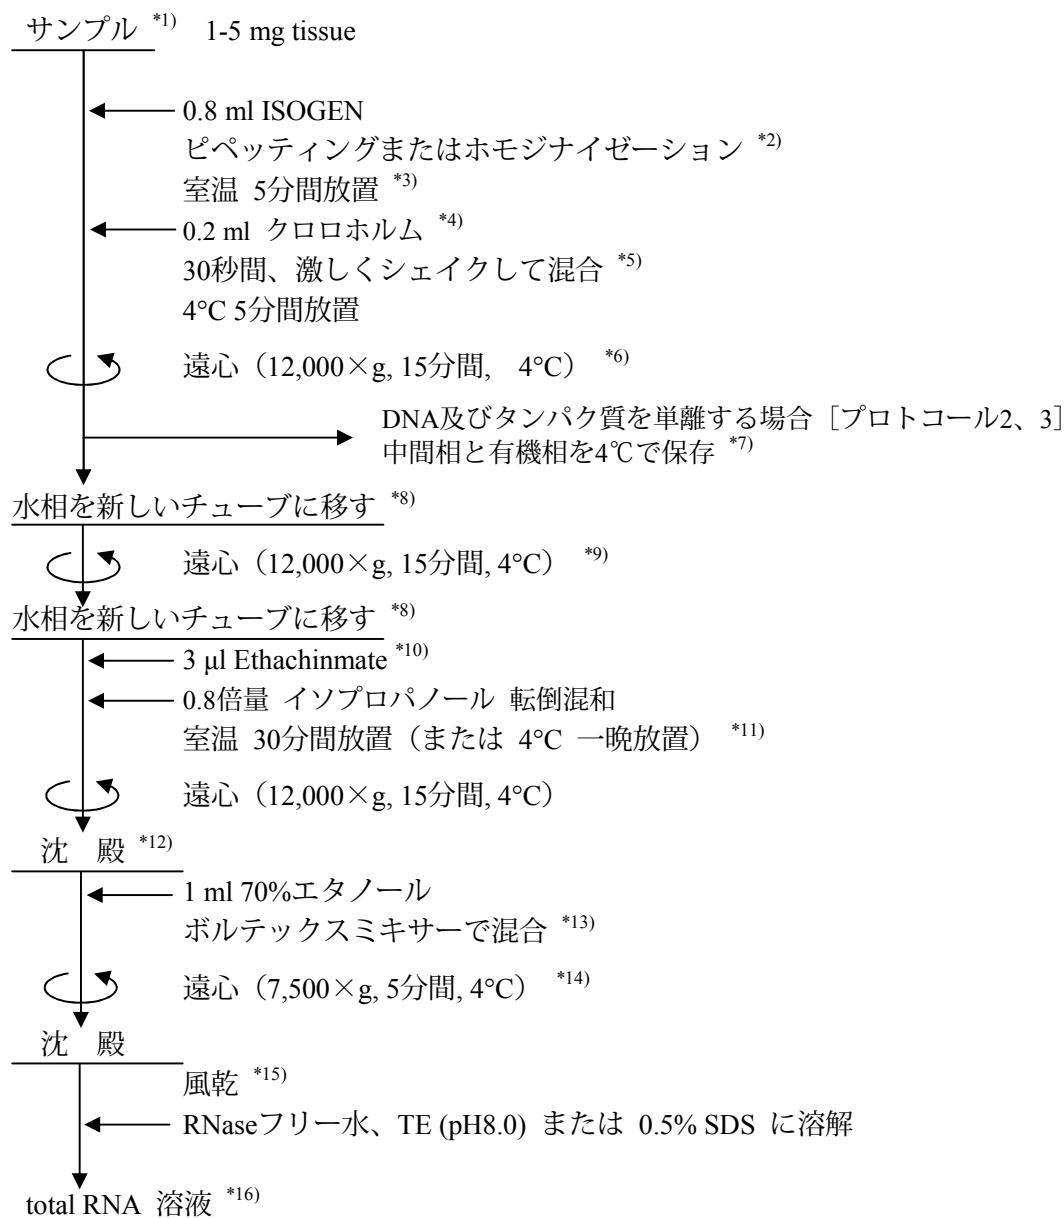 サンプル *1) 1-5 mg tissue
0.8 ml ISOGEN
ピペッティングまたはホモジナイゼーション *2)
室温 5分間放置 *3)
0.2 ml クロロホルム *4)
30秒間、激しくシェイクして混合 *5)
4°C 5分間放置
遠心（12,000×g, 15分間, 4°C） *6)
DNA及びタンパク質を単離する場合［プロトコール2、3］
中間相と有機相を4℃で保存 *7)
水相を新しいチューブに移す *8)
遠心（12,000×g, 15分間, 4°C） *9)
水相を新しいチューブに移す *8)
3 μl Ethachinmate *10)
0.8倍量 イソプロパノール 転倒混和
室温 30分間放置（または 4°C 一晩放置） *11)
遠心（12,000×g, 15分間, 4°C）
沈 殿 *12)
1 ml 70%エタノール
ボルテックスミキサーで混合 *13)
遠心（7,500×g, 5分間, 4°C） *14)
沈 殿
風乾 *15)
RNaseフリー水、TE (pH8.0) または 0.5% SDS に溶解
total RNA 溶液 *16)